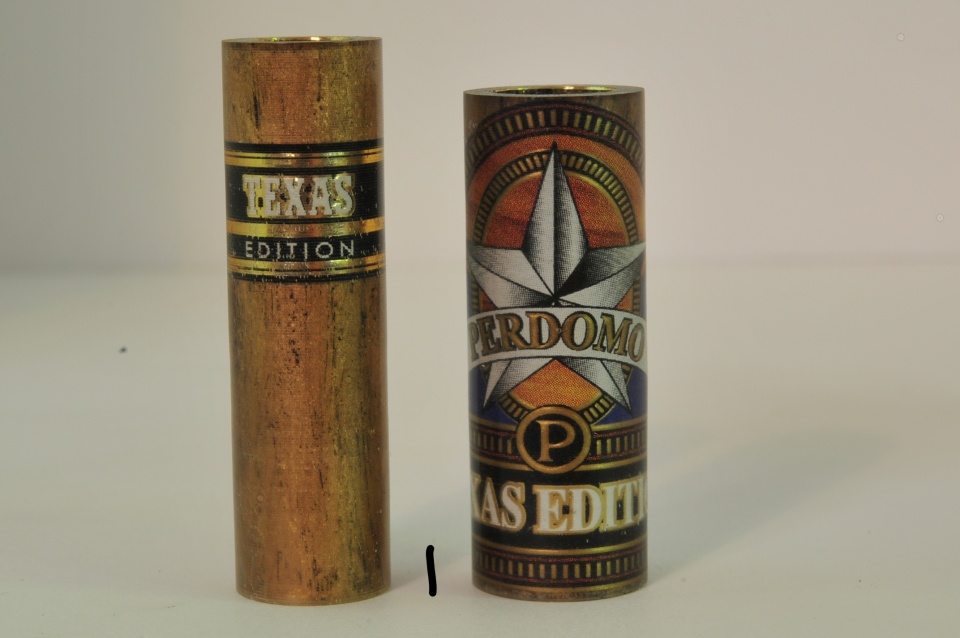 TEXAS
EDITION
PERDOMO
P
XAS EDITI